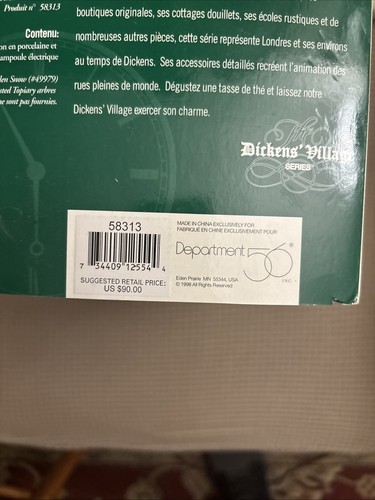 Produit n° 58313
Contenu:
on en porcelaine et
ampoule électrique
Snow (#49979)
ted Topiary arbres
ne sont pas fournies.
boutiques originales, ses cottages douillets, ses écoles rustiques et de
nombreuses autres pièces, cette série représente Londres et ses environs
au temps de Dickens. Ses accessoires détaillés recréent l'animation des
rues pleines de monde. Dégustez une tasse de thé et laissez notre
Dickens' Village exercer son charme.
The
Dickens' Village
SERIES
58313
7 34409 12554 4
SUGGESTED RETAIL PRICE:
US $90.00
MADE IN CHINA EXCLUSIVELY FOR
FABRIQUÉ EN CHINE EXCLUSIVEMENT POUR
Department 56®
INC.
Eden Prairie MN 55344, USA
© 1998 All Rights Reserved